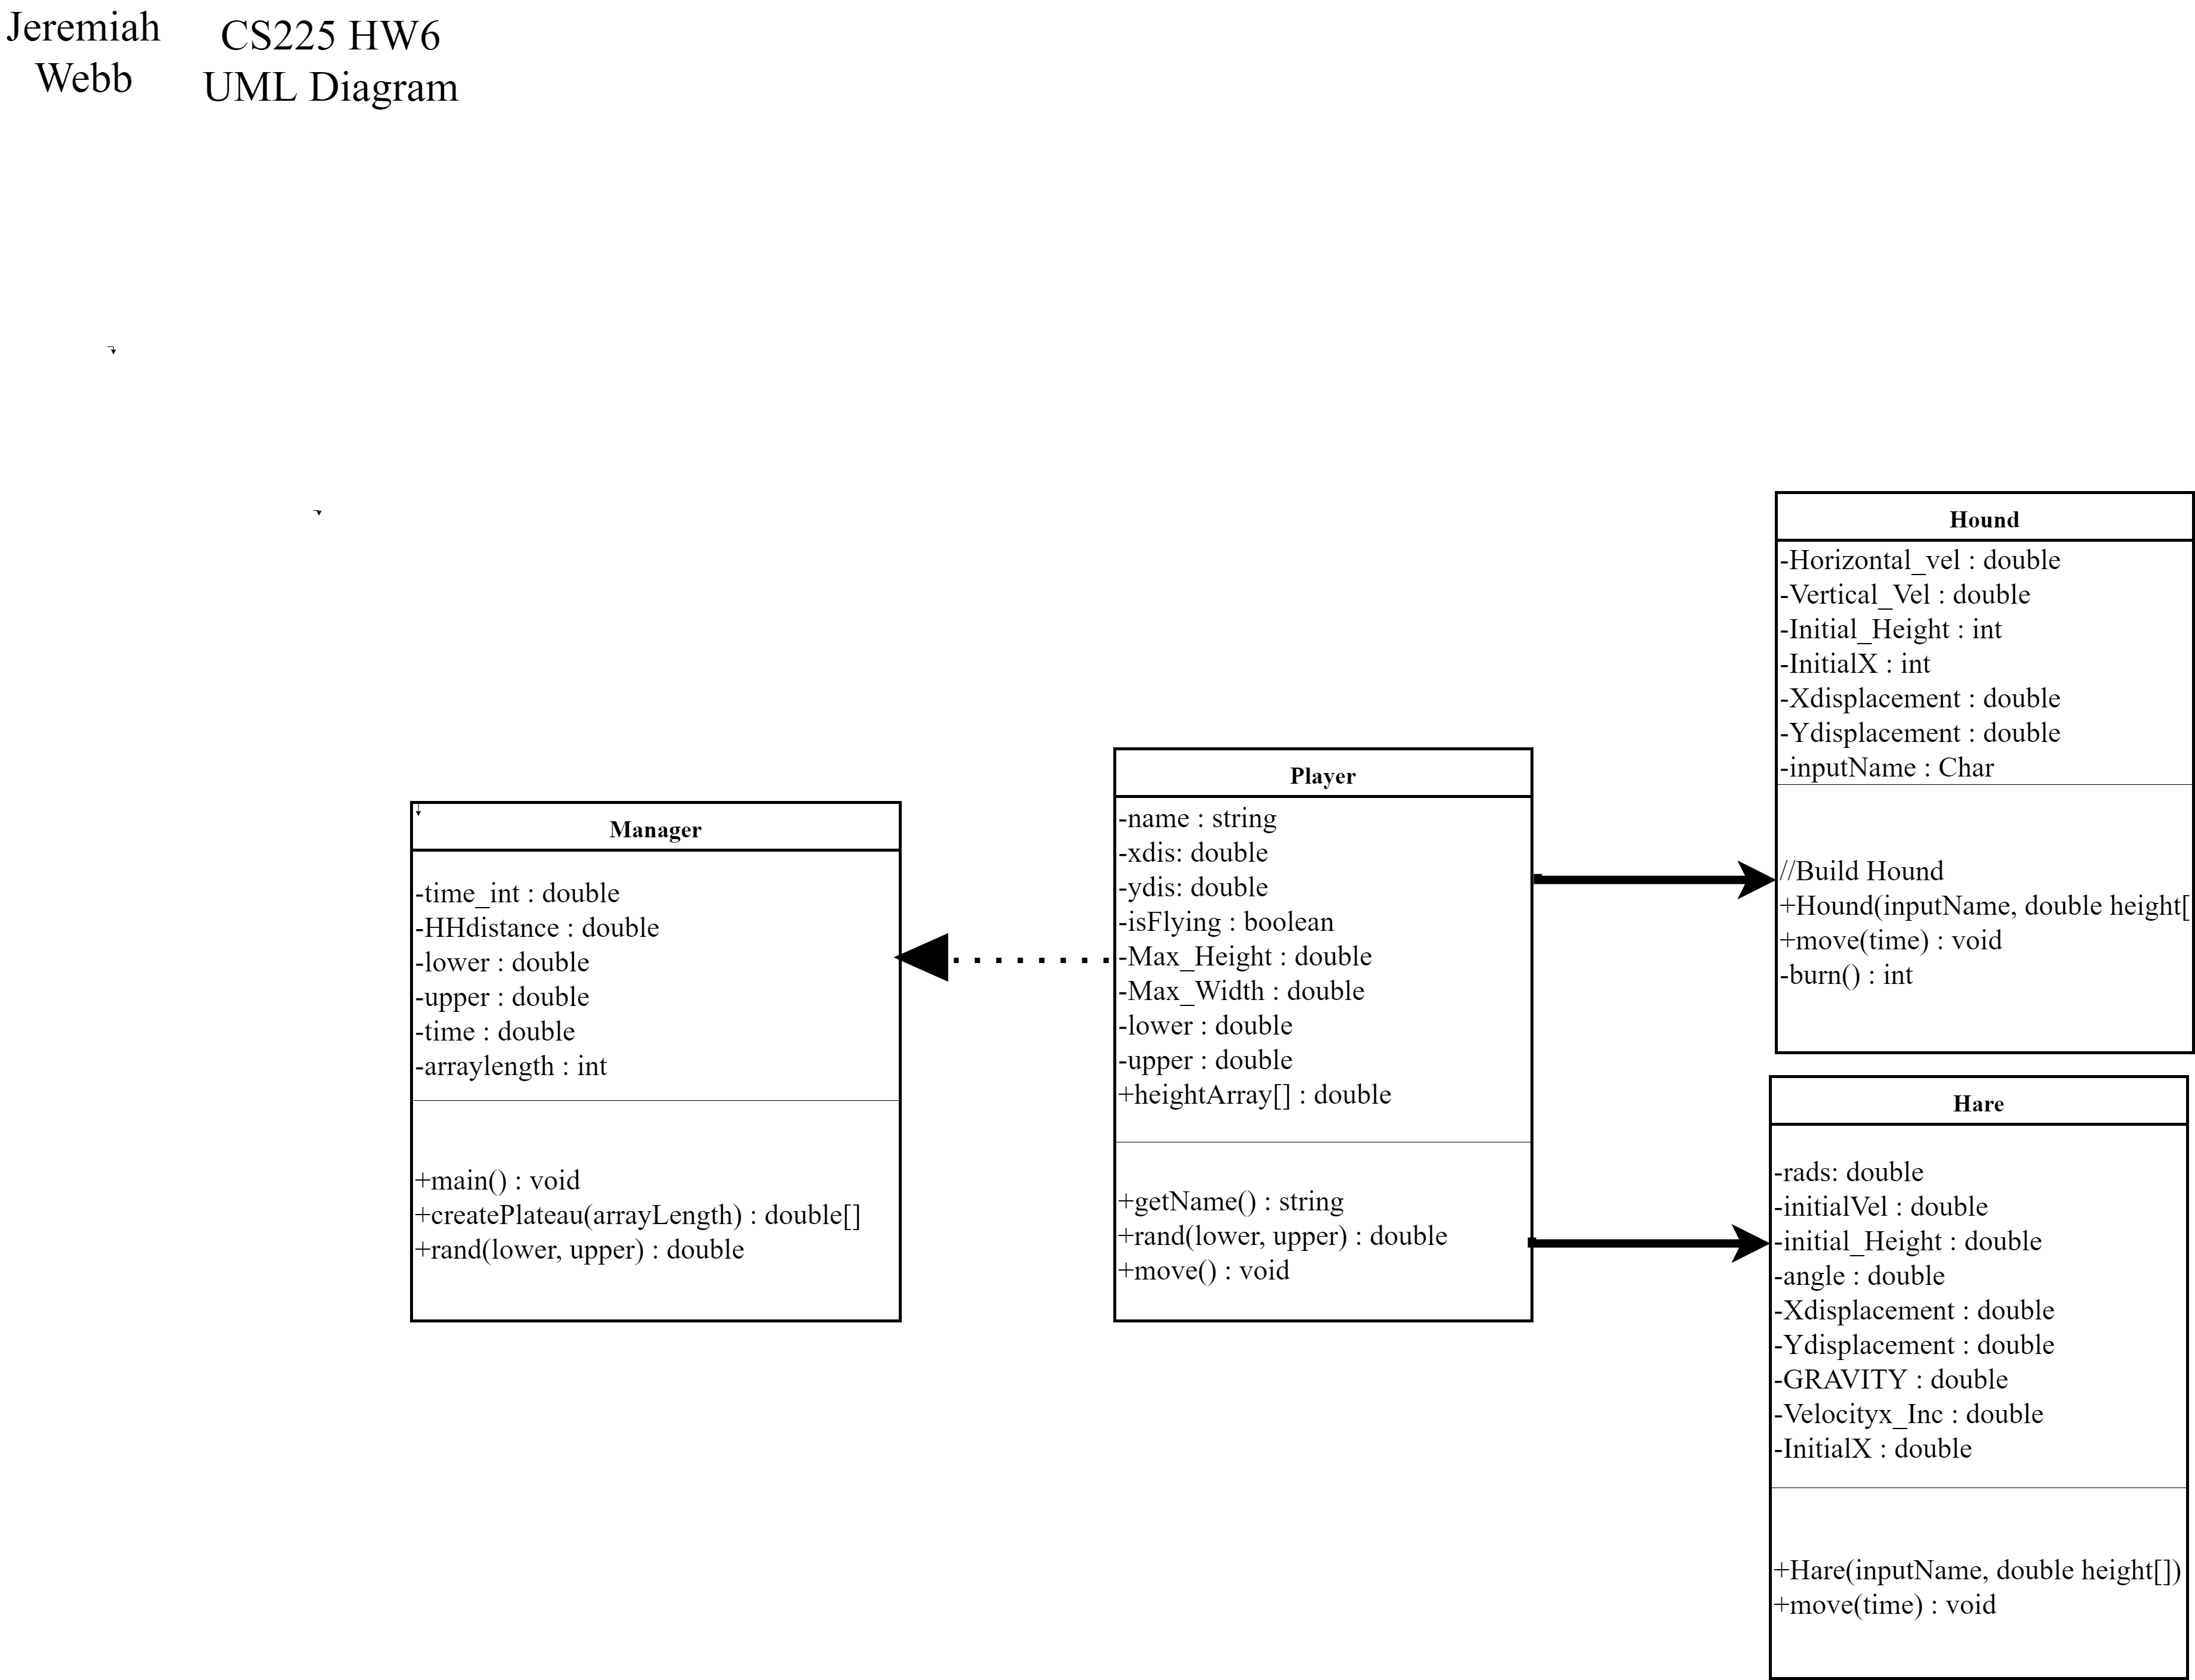 Jeremiah
Webb
CS225 HW6
UML Diagram
Manager
-time_int : double
-HHdistance : double
-lower : double
-upper : double
-time : double
-arraylength : int
+main() : void
+createPlateau(arrayLength) : double[]
+rand(lower, upper) : double
Player
-name : string
-xdis: double
-ydis: double
-isFlying : boolean
-Max_Height : double
-Max_Width : double
-lower : double
-upper : double
+heightArray[] : double
+getName() : string
+rand(lower, upper) : double
+move() : void
Hound
-Horizontal_vel : double
-Vertical_Vel : double
-Initial_Height : int
-InitialX : int
-Xdisplacement : double
-Ydisplacement : double
-inputName : Char
//Build Hound
+Hound(inputName, double height[
+move(time) : void
-burn() : int
Hare
-rads: double
-initialVel : double
-initial_Height : double
-angle : double
-Xdisplacement : double
-Ydisplacement : double
-GRAVITY : double
-Velocityx_Inc : double
-InitialX : double
+Hare(inputName, double height[])
+move(time) : void